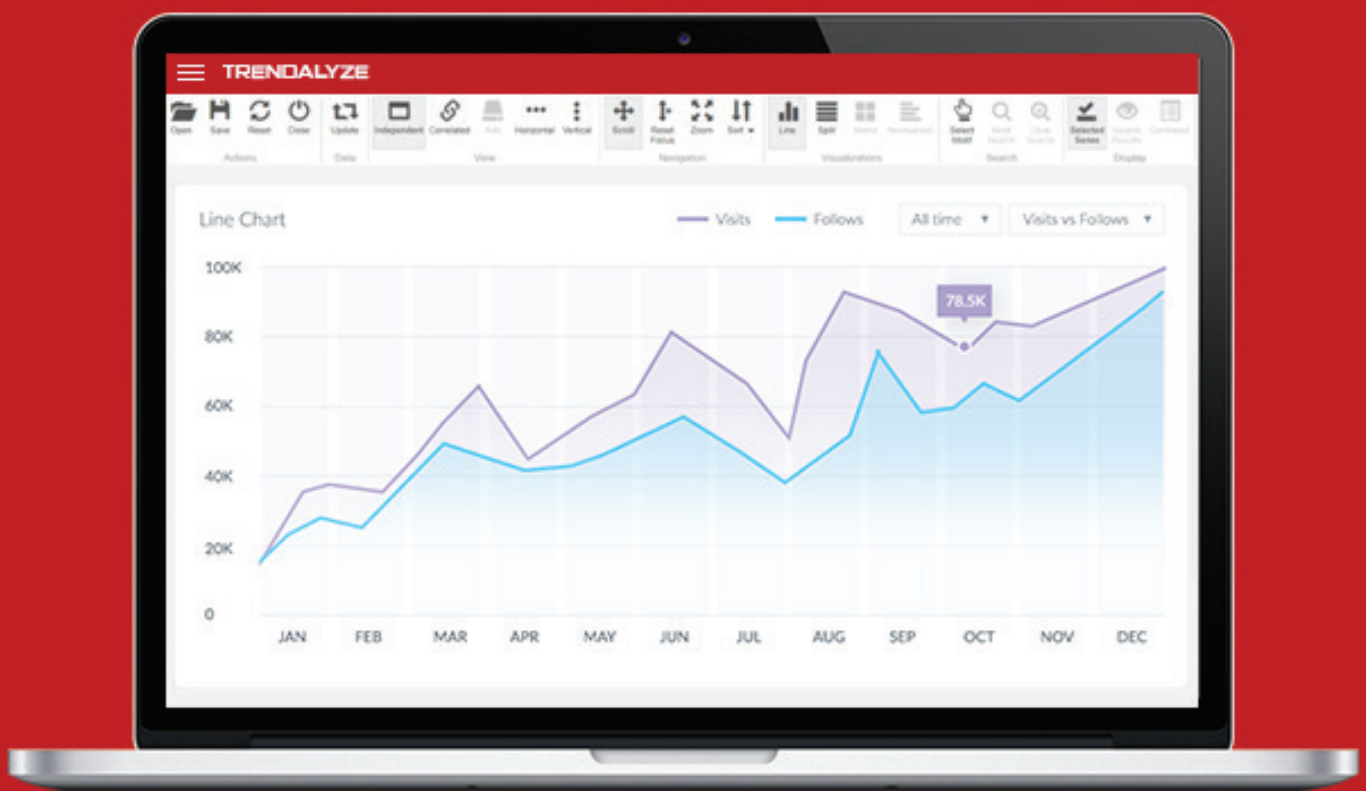 TRENDALYZE
Open Save Reset Close Update Independent Correlated Horizontal Vertical Scroll Reset Focus Zoom Sort Line Split Select Motif Selected Series
Actions Data View Navigation Visualizations Search Display
Line Chart Visits Follows All time Visits vs Follows
100K
78.5K
80K
60K
40K
20K
0
JAN FEB MAR APR MAY JUN JUL AUG SEP OCT NOV DEC